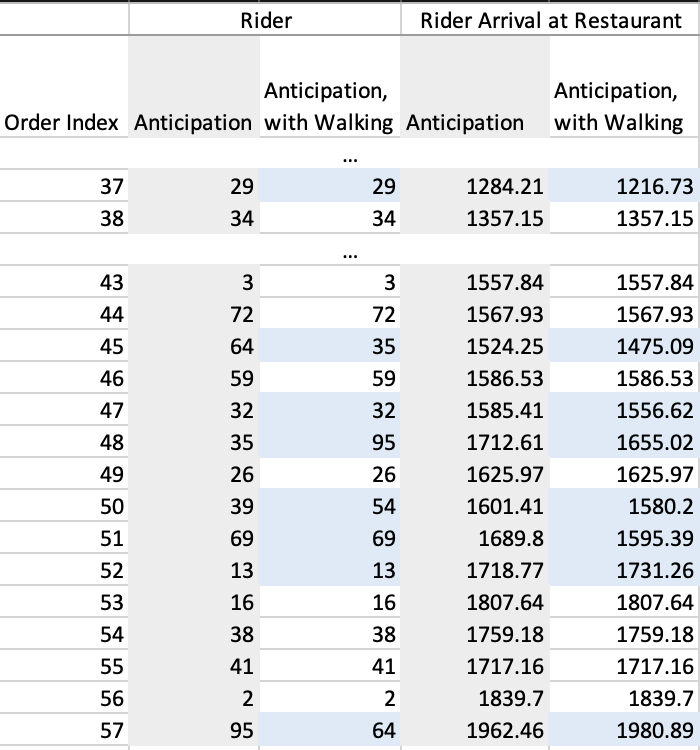 Rider Rider Arrival at Restaurant
Order Index Anticipation Anticipation, with Walking Anticipation Anticipation, with Walking
...
37 29 29 1284.21 1216.73
38 34 34 1357.15 1357.15
...
43 3 3 1557.84 1557.84
44 72 72 1567.93 1567.93
45 64 35 1524.25 1475.09
46 59 59 1586.53 1586.53
47 32 32 1585.41 1556.62
48 35 95 1712.61 1655.02
49 26 26 1625.97 1625.97
50 39 54 1601.41 1580.2
51 69 69 1689.8 1595.39
52 13 13 1718.77 1731.26
53 16 16 1807.64 1807.64
54 38 38 1759.18 1759.18
55 41 41 1717.16 1717.16
56 2 2 1839.7 1839.7
57 95 64 1962.46 1980.89